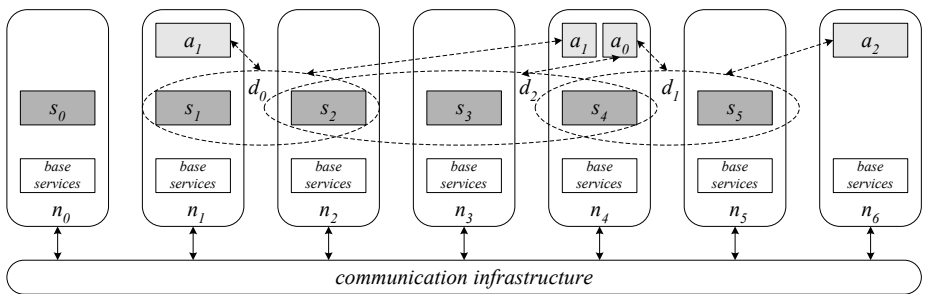 a1 a1 a0 a2
d0 d2 d1
s0 s1 s2 s3 s4 s5
base base base base base base base
services services services services services services services
n0 n1 n2 n3 n4 n5 n6
communication infrastructure